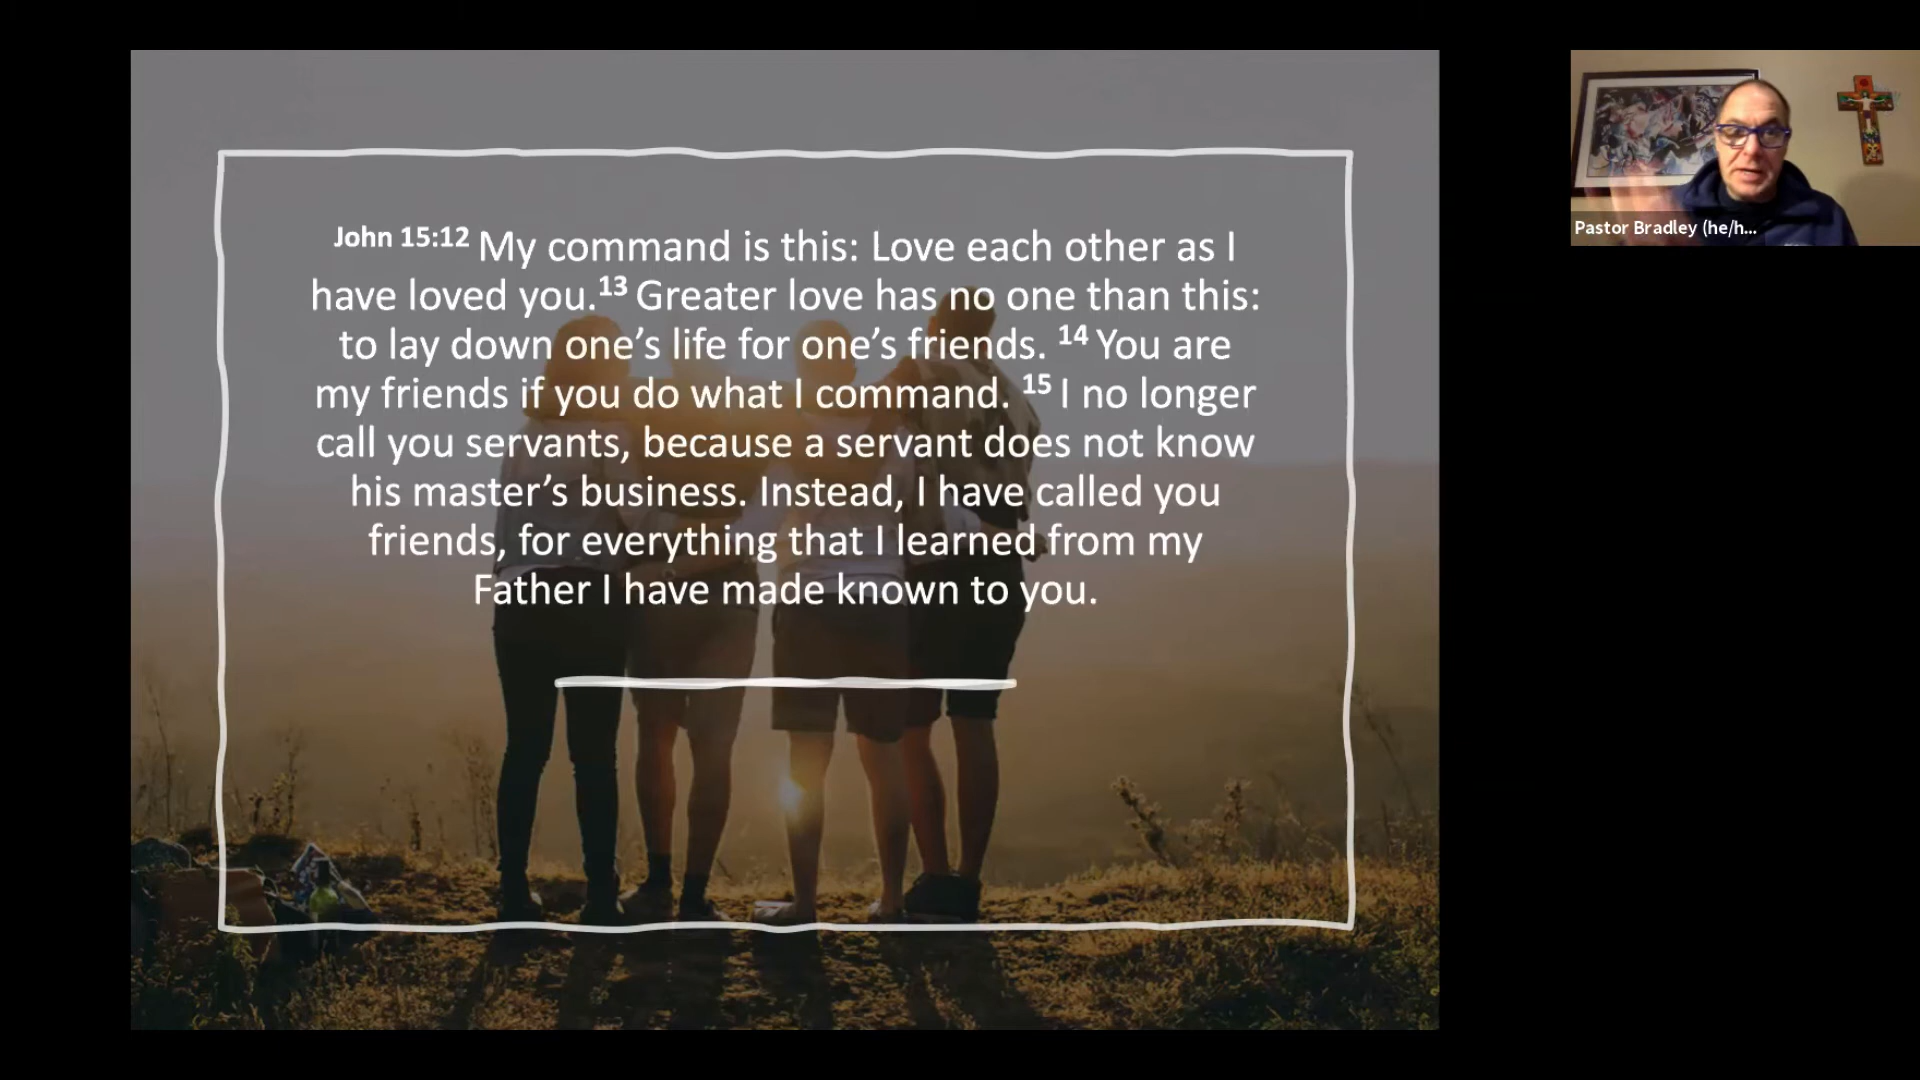 John 15:12 My command is this: Love each other as I
have loved you.13 Greater love has no one than this:
to lay down one’s life for one’s friends. 14 You are
my friends if you do what I command. 15 I no longer
call you servants, because a servant does not know
his master’s business. Instead, I have called you
friends, for everything that I learned from my
Father I have made known to you.
Pastor Bradley (he/h...